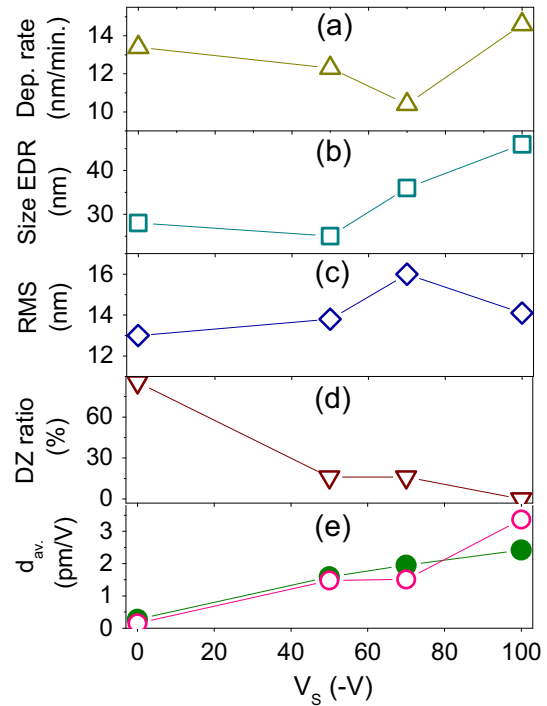 (a)
Dep. rate
(nm/min.)
14
12
10
(b)
Size EDR
(nm)
40
30
(c)
RMS
(nm)
16
14
12
(d)
DZ ratio
(%)
60
30
0
(e)
d av.
(pm/V)
3
2
1
0
0 20 40 60 80 100
V S (-V)